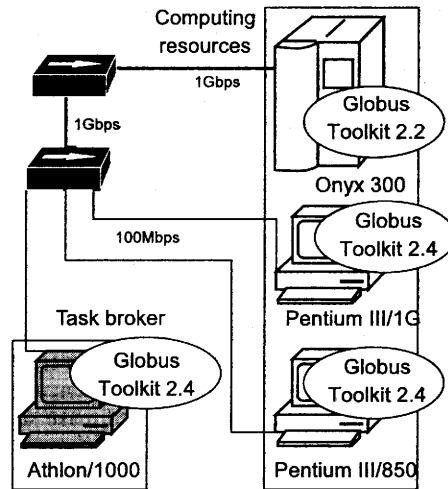 Computing
resources
1Gbps
Globus
Toolkit 2.2
1Gbps
Onyx 300
Globus
Toolkit 2.4
100Mbps
Pentium III/1G
Task broker
Globus
Toolkit 2.4
Globus
Toolkit 2.4
Athlon/1000
Pentium III/850